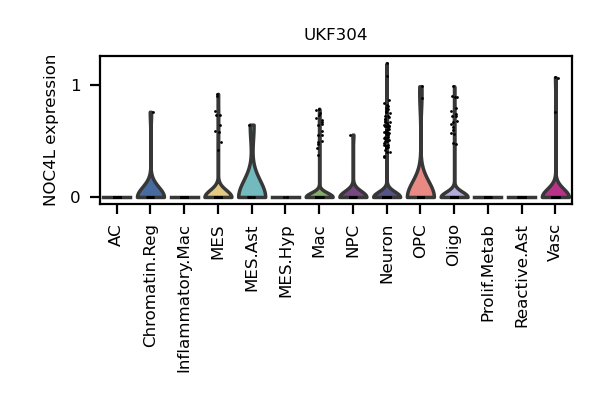 UKF304
NOC4L expression
1
0
AC
Chromatin.Reg
Inflammatory.Mac
MES
MES.Ast
MES.Hyp
Mac
NPC
Neuron
OPC
Oligo
Prolif.Metab
Reactive.Ast
Vasc